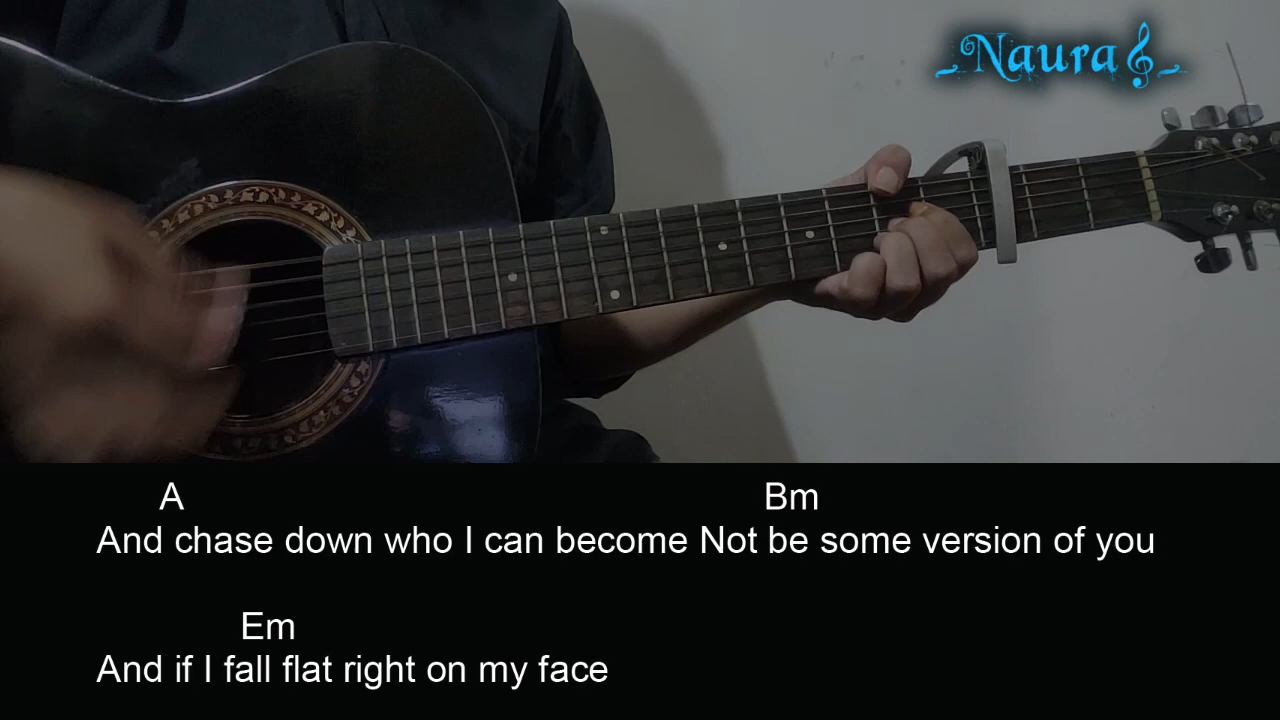 Naura
A Bm
And chase down who I can become Not be some version of you
Em
And if I fall flat right on my face